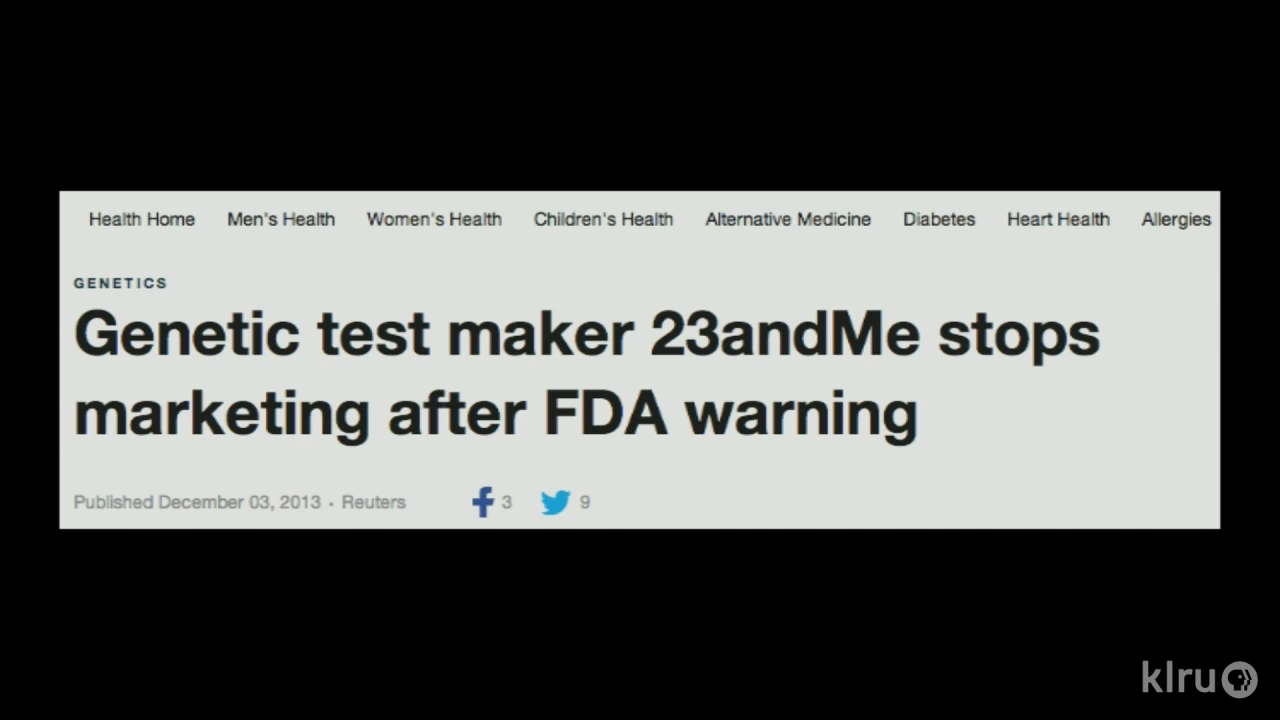 Health Home Men's Health Women's Health Children's Health Alternative Medicine Diabetes Heart Health Allergies
GENETICS
Genetic test maker 23andMe stops
marketing after FDA warning
Published December 03, 2013 · Reuters 3 9
klru